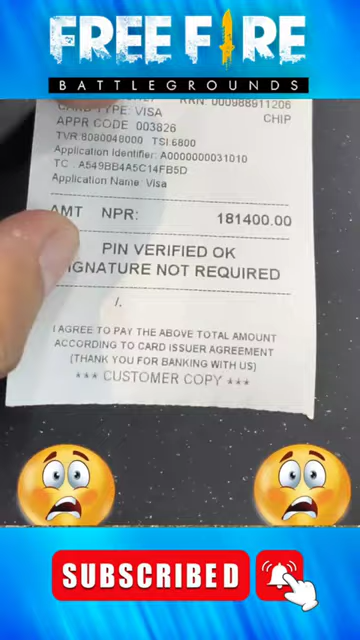 FREE FIRE
BATTLEGROUNDS
RRN: 000988911206
CARD TYPE: VISA
CHIP
APPR CODE 003826
TVR:8080048000 TSI:6800
Application Identifier: A0000000031010
TC : A549BB4A5C14FB5D
Application Name: Visa
AMT NPR: 181400.00
PIN VERIFIED OK
SIGNATURE NOT REQUIRED
/.
I AGREE TO PAY THE ABOVE TOTAL AMOUNT
ACCORDING TO CARD ISSUER AGREEMENT
(THANK YOU FOR BANKING WITH US)
*** CUSTOMER COPY ***
SUBSCRIBED